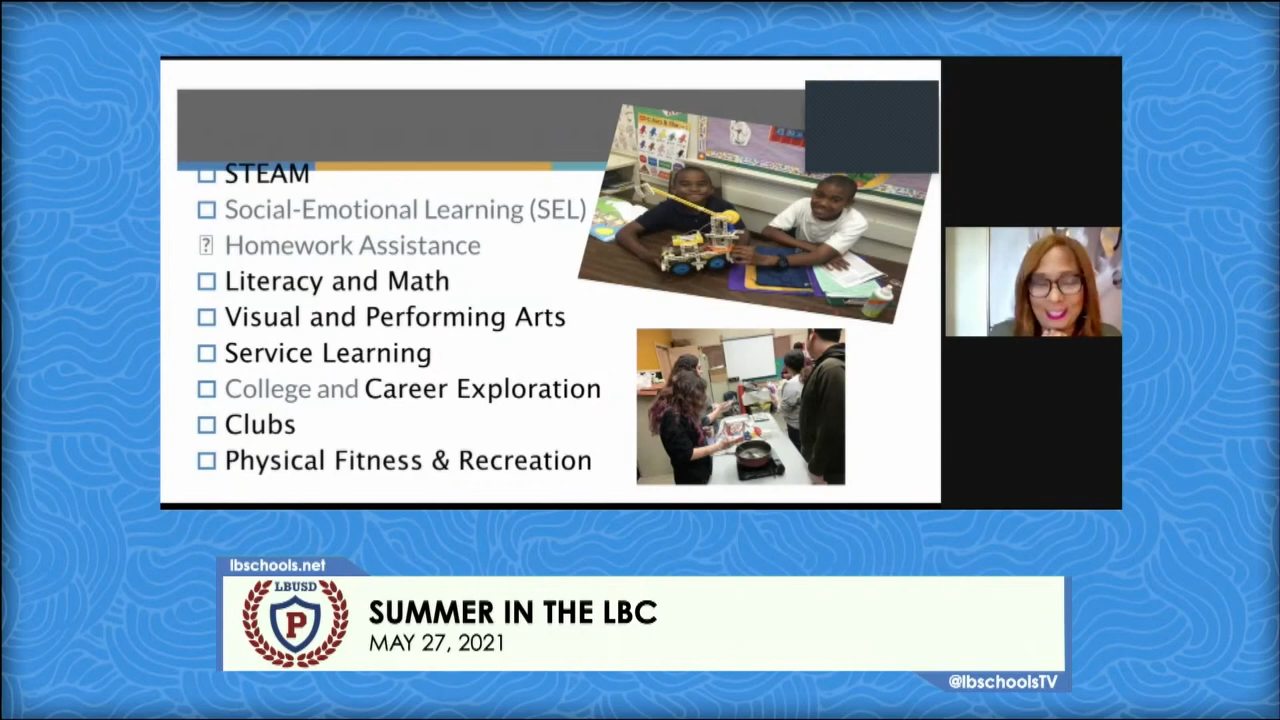 STEAM
Social-Emotional Learning (SEL)
Homework Assistance
Literacy and Math
Visual and Performing Arts
Service Learning
College and Career Exploration
Clubs
Physical Fitness & Recreation
lbschools.net
LBUSD
P
SUMMER IN THE LBC
MAY 27, 2021
@lbschoolsTV